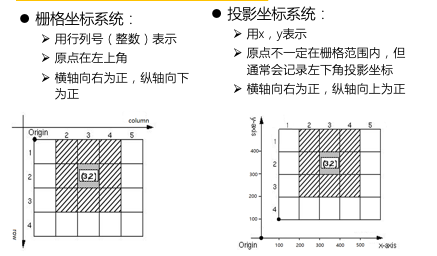 ● 栅格坐标系统：
➢ 用行列号（整数）表示
➢ 原点在左上角
➢ 横轴向右为正，纵轴向下
为正
● 投影坐标系统：
➢ 用x，y表示
➢ 原点不一定在栅格范围内，但
通常会记录左下角投影坐标
➢ 横轴向右为正，纵轴向上为正
column
Origin 2 3 4 5
1
2 [3,2]
3
4
row
y-axis
1 2 3 4 5
400 1
300 2 [3,2]
200 3
100 4
Origin 100 200 300 400 500 x-axis